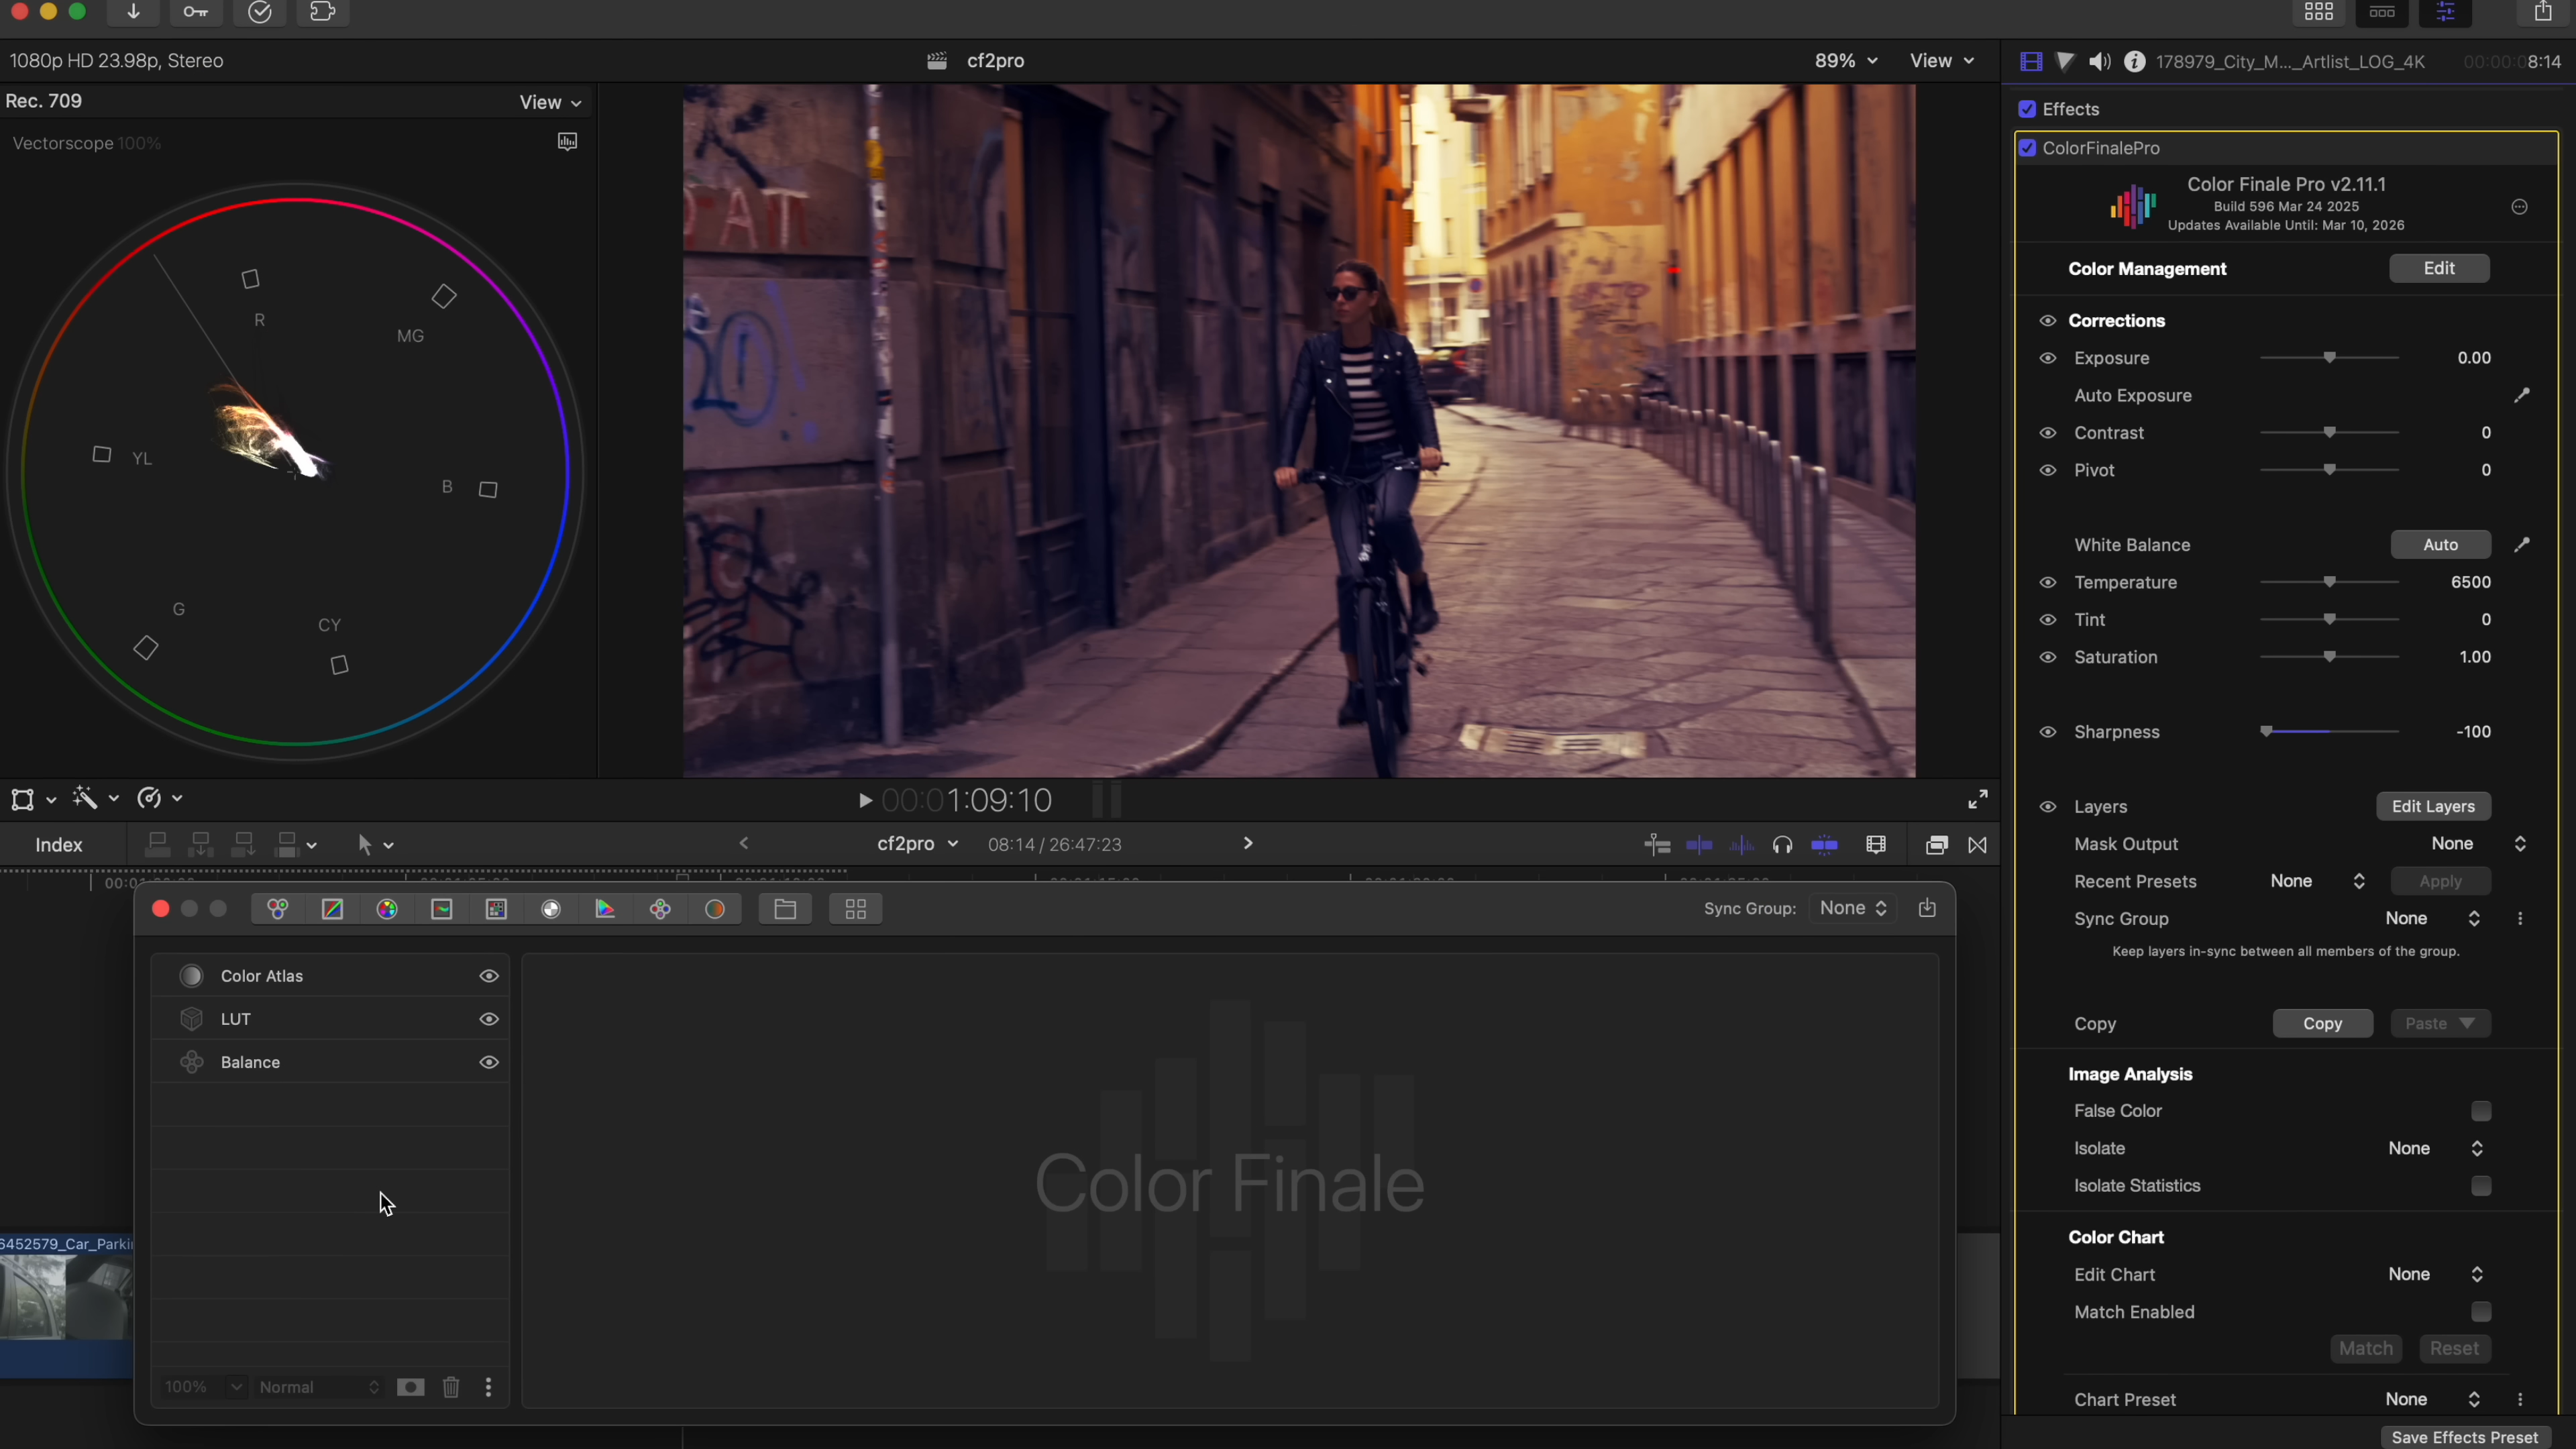 1080p HD 23.98p, Stereo
cf2pro
89%
View
178979_City_M..._Artlist_LOG_4K
00:00:08:14
Rec. 709
View
Vectorscope 100%
R
MG
YL
B
G
CY
Effects
ColorFinalePro
Color Finale Pro v2.11.1
Build 596 Mar 24 2025
Updates Available Until: Mar 10, 2026
Color Management
Edit
Corrections
Exposure 0.00
Auto Exposure
Contrast 0
Pivot 0
White Balance Auto
Temperature 6500
Tint 0
Saturation 1.00
Sharpness -100
Layers Edit Layers
Mask Output None
Recent Presets None Apply
Sync Group None
Keep layers in-sync between all members of the group.
Copy Copy Paste
Image Analysis
False Color
Isolate None
Isolate Statistics
Color Chart
Edit Chart None
Match Enabled
Match Reset
Chart Preset None
Save Effects Preset
00:01:09:10
Index
cf2pro
08:14 / 26:47:23
Sync Group: None
Color Atlas
LUT
Balance
Color Finale
100% Normal
6452579_Car_Parki